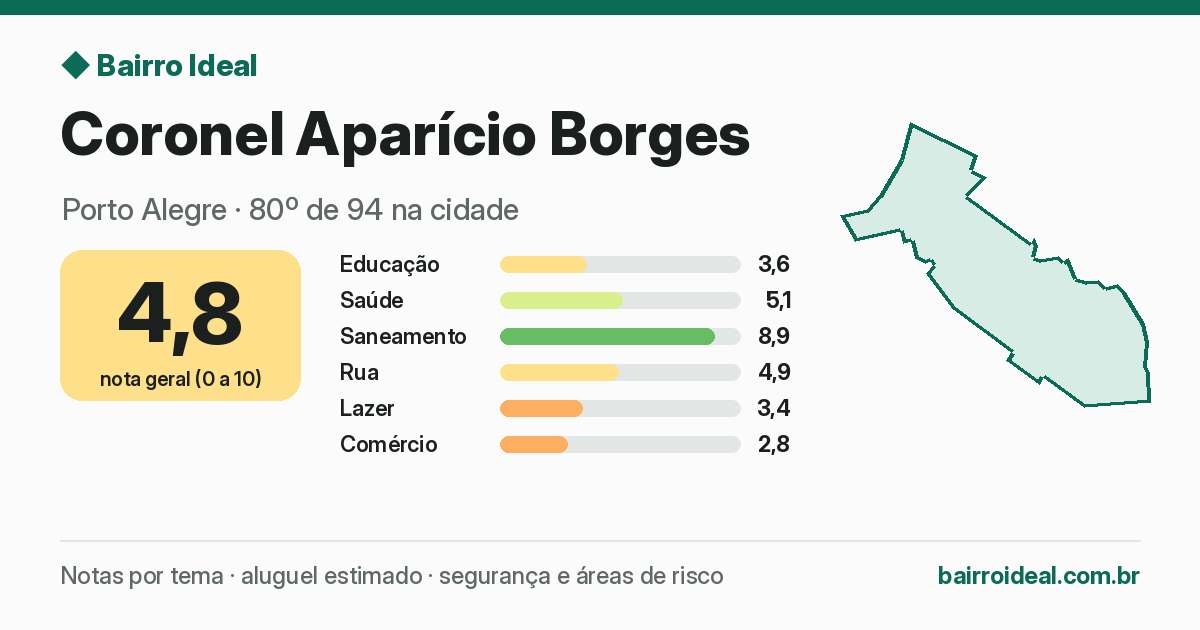 Bairro Ideal
Coronel Aparício Borges
Porto Alegre · 80º de 94 na cidade
4,8
nota geral (0 a 10)
Educação 3,6
Saúde 5,1
Saneamento 8,9
Rua 4,9
Lazer 3,4
Comércio 2,8
Notas por tema · aluguel estimado · segurança e áreas de risco
bairroideal.com.br